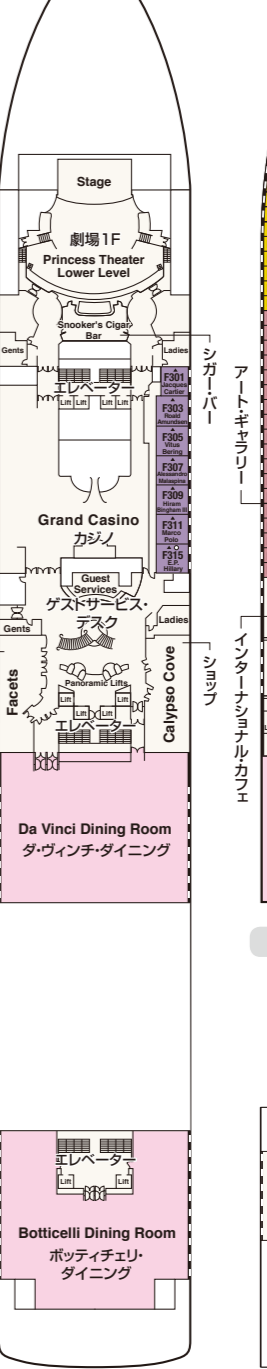 Stage
劇場1F
Princess Theater
Lower Level
Snooker's Cigar
Bar
Gents
Ladies
シガー・バー
エレベーター
Lift Lift Lift Lift
F301
Jacques
Cartier
F303
Roald
Amundsen
F305
Vitus
Bering
F307
Alessandro
Malaspina
F309
Hiram
Bingham III
F311
Marco
Polo
F315
E.P.
Hillary
Grand Casino
カジノ
Guest
Services
ゲストサービス・
デスク
Gents
Ladies
Facets
Calypso Cove
ショップ
Panoramic Lifts
Lift Lift
Lift Lift
エレベーター
Da Vinci Dining Room
ダ・ヴィンチ・ダイニング
エレベーター
Lift Lift
Botticelli Dining Room
ボッティチェリ・
ダイニング
アート・ギャラリー
インターナショナル・カフェ